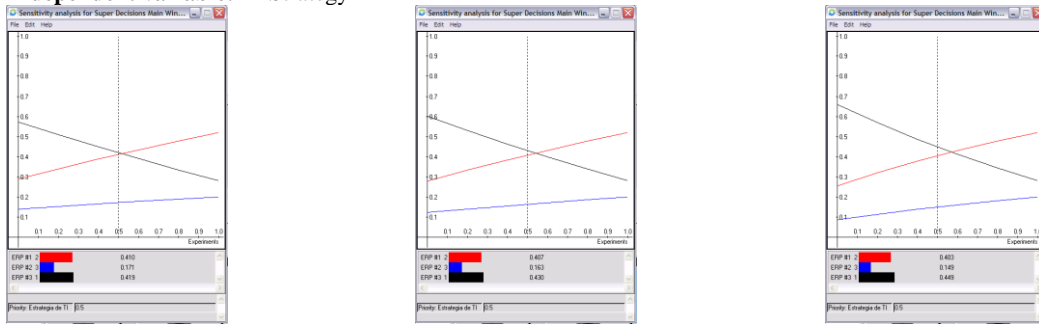 Strategy
Sensitivity analysis for Super Decisions Main Win...
File Edit Help
1.0
0.9
0.8
0.7
0.6
0.5
0.4
0.3
0.2
0.1
0.1 0.2 0.3 0.4 0.5 0.6 0.7 0.8 0.9 1.0
Experiments
ERP #1 2 0.410
ERP #2 3 0.171
ERP #3 1 0.419
Priority: Estrategia de TI 0.5
Sensitivity analysis for Super Decisions Main Win...
File Edit Help
1.0
0.9
0.8
0.7
0.6
0.5
0.4
0.3
0.2
0.1
0.1 0.2 0.3 0.4 0.5 0.6 0.7 0.8 0.9 1.0
Experiments
ERP #1 2 0.407
ERP #2 3 0.163
ERP #3 1 0.430
Priority: Estrategia de TI 0.5
Sensitivity analysis for Super Decisions Main Win...
File Edit Help
1.0
0.9
0.8
0.7
0.6
0.5
0.4
0.3
0.2
0.1
0.1 0.2 0.3 0.4 0.5 0.6 0.7 0.8 0.9 1.0
Experiments
ERP #1 2 0.403
ERP #2 3 0.149
ERP #3 1 0.449
Priority: Estrategia de TI 0.5